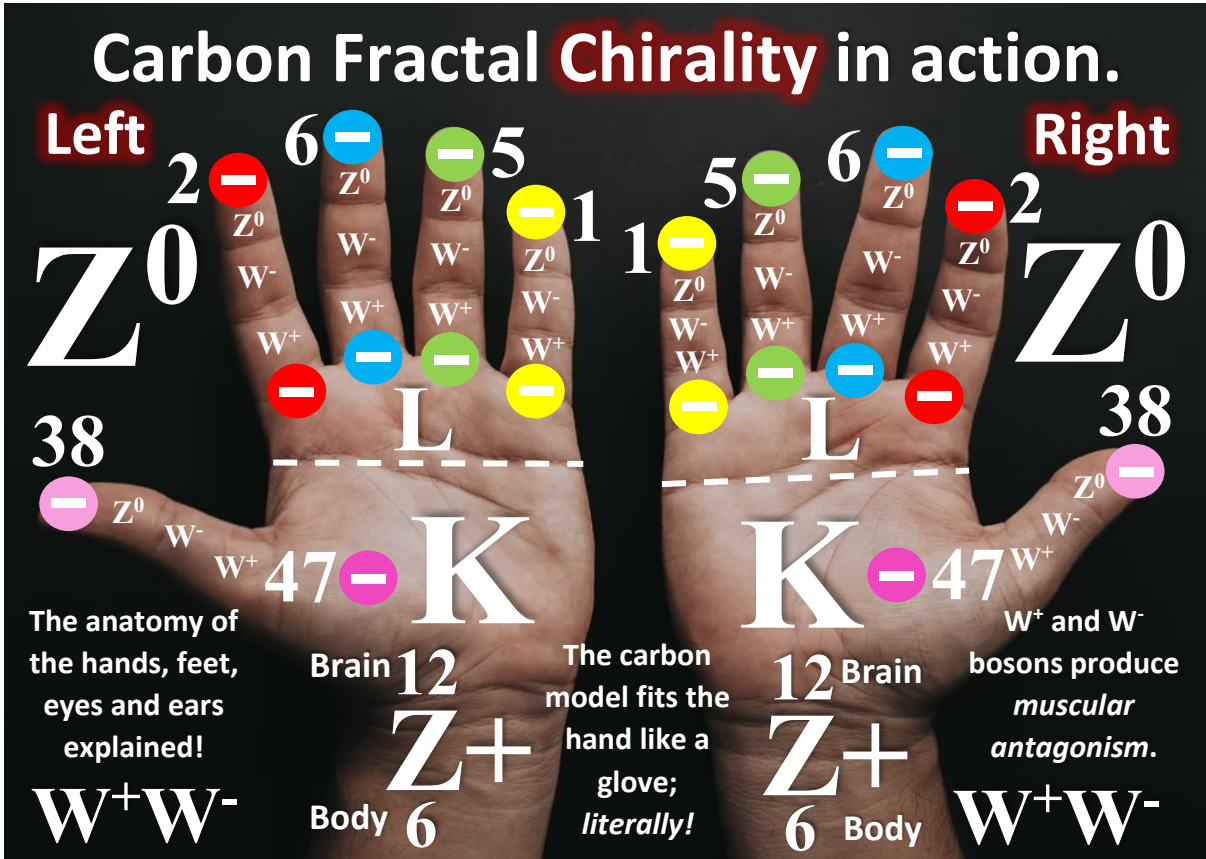 Carbon Fractal Chirality in action.
Left
Right
2
6
5
1
1
5
6
2
Z⁰
Z⁰
Z⁰
Z⁰
Z⁰
Z⁰
Z⁰
Z⁰
Z⁰
Z⁰
W⁻
W⁻
W⁻
W⁻
W⁻
W⁻
W⁻
W⁻
W⁺
W⁺
W⁺
W⁺
W⁺
W⁺
W⁺
W⁺
L
L
38
38
Z⁰
W⁻
W⁺
Z⁰
W⁻
W⁺
47
K
K
47
The anatomy of
the hands, feet,
eyes and ears
explained!
W⁺W⁻
Brain 12
Z+
Body 6
The carbon
model fits the
hand like a
glove;
literally!
12 Brain
Z+
6 Body
W⁺ and W⁻
bosons produce
muscular
antagonism.
W⁺W⁻